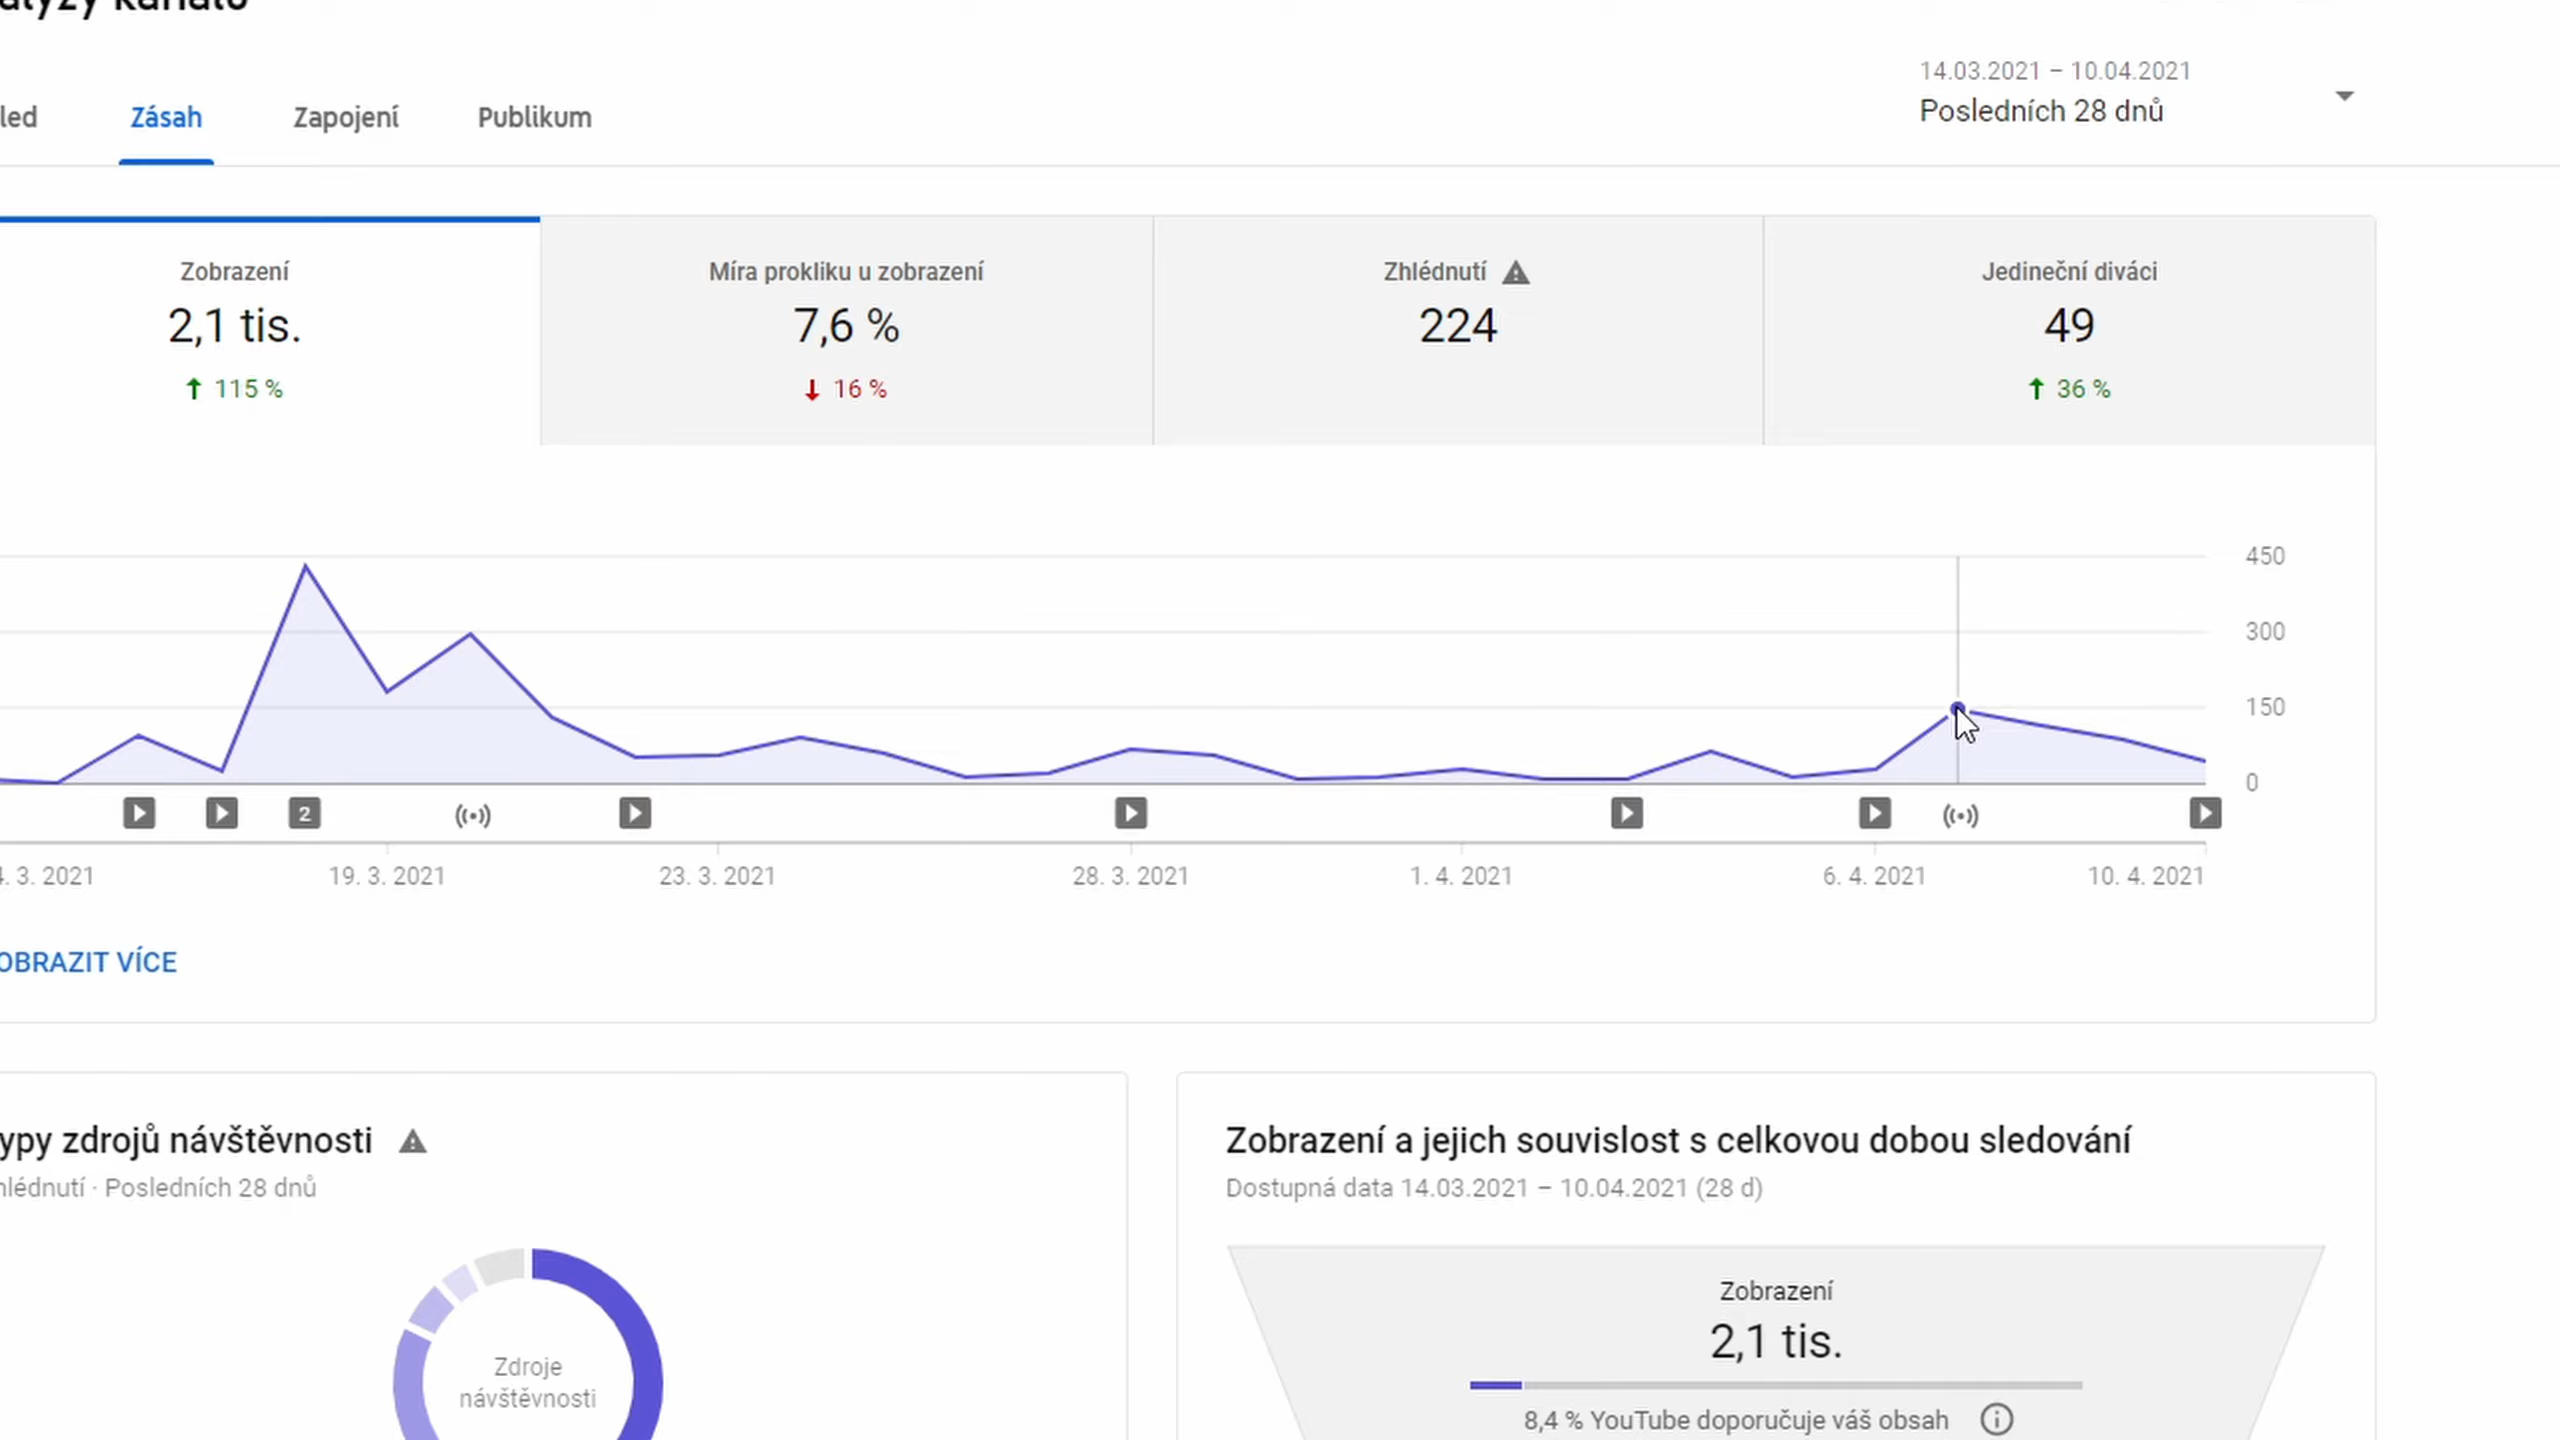 14.03.2021 – 10.04.2021
Zásah Zapojení Publikum
Posledních 28 dnů
Zobrazení
2,1 tis.
115 %
Míra prokliku u zobrazení
7,6 %
16 %
Zhlédnutí
224
Jedineční diváci
49
36 %
450
300
150
0
2
3. 2021 19. 3. 2021 23. 3. 2021 28. 3. 2021 1. 4. 2021 6. 4. 2021 10. 4. 2021
OBRAZIT VÍCE
ypy zdrojů návštěvnosti
hlédnutí · Posledních 28 dnů
Zdroje
návštěvnosti
Zobrazení a jejich souvislost s celkovou dobou sledování
Dostupná data 14.03.2021 – 10.04.2021 (28 d)
Zobrazení
2,1 tis.
8,4 % YouTube doporučuje váš obsah